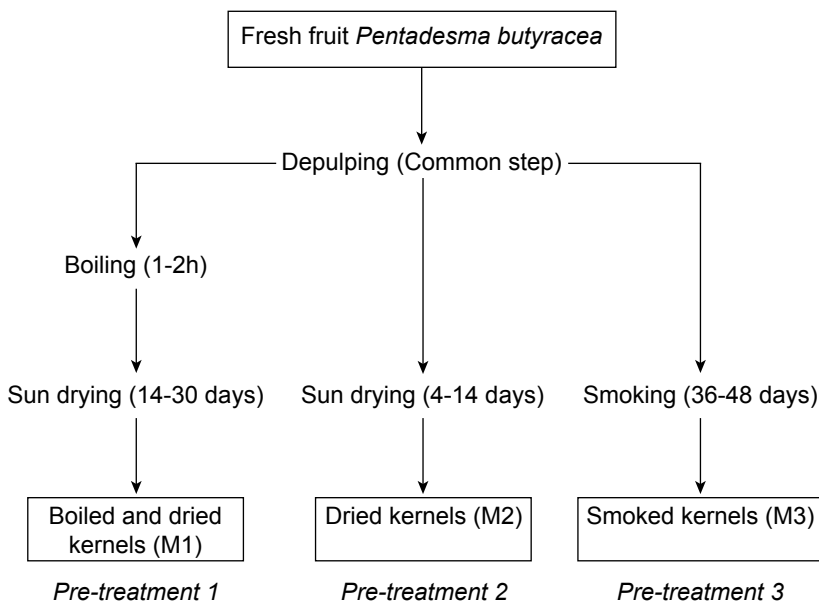 Fresh fruit Pentadesma butyracea
Depulping (Common step)
Boiling (1-2h)
Sun drying (14-30 days)
Sun drying (4-14 days)
Smoking (36-48 days)
Boiled and dried
kernels (M1)
Dried kernels (M2)
Smoked kernels (M3)
Pre-treatment 1
Pre-treatment 2
Pre-treatment 3